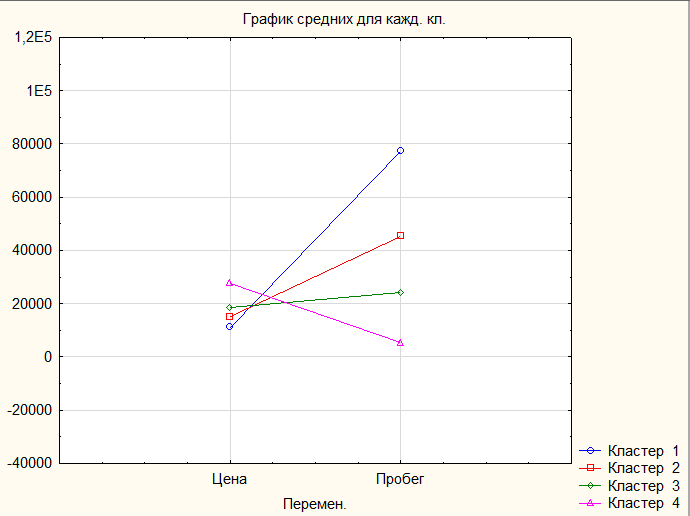 График средних для кажд. кл.
1,2E5
1E5
80000
60000
40000
20000
0
-20000
-40000
Цена Пробег
Перемен.
Кластер 1
Кластер 2
Кластер 3
Кластер 4